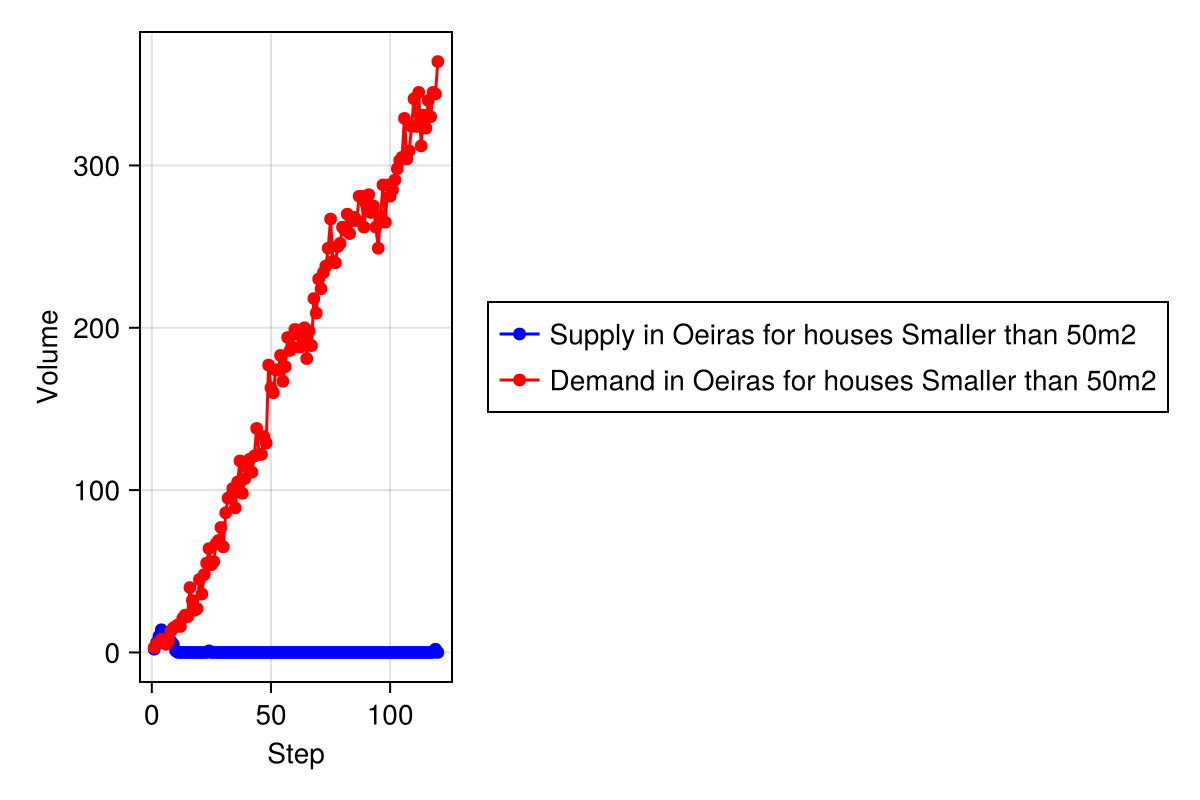 Volume
300
200
100
0
0 50 100
Step
Supply in Oeiras for houses Smaller than 50m2
Demand in Oeiras for houses Smaller than 50m2